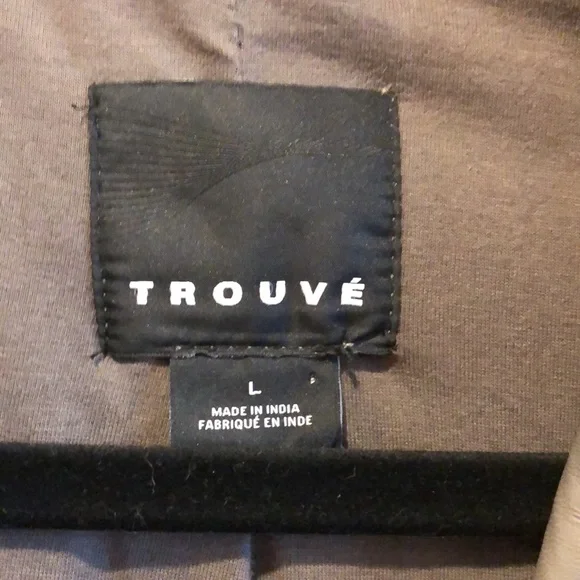 TROUVÉ
L
MADE IN INDIA
FABRIQUÉ EN INDE